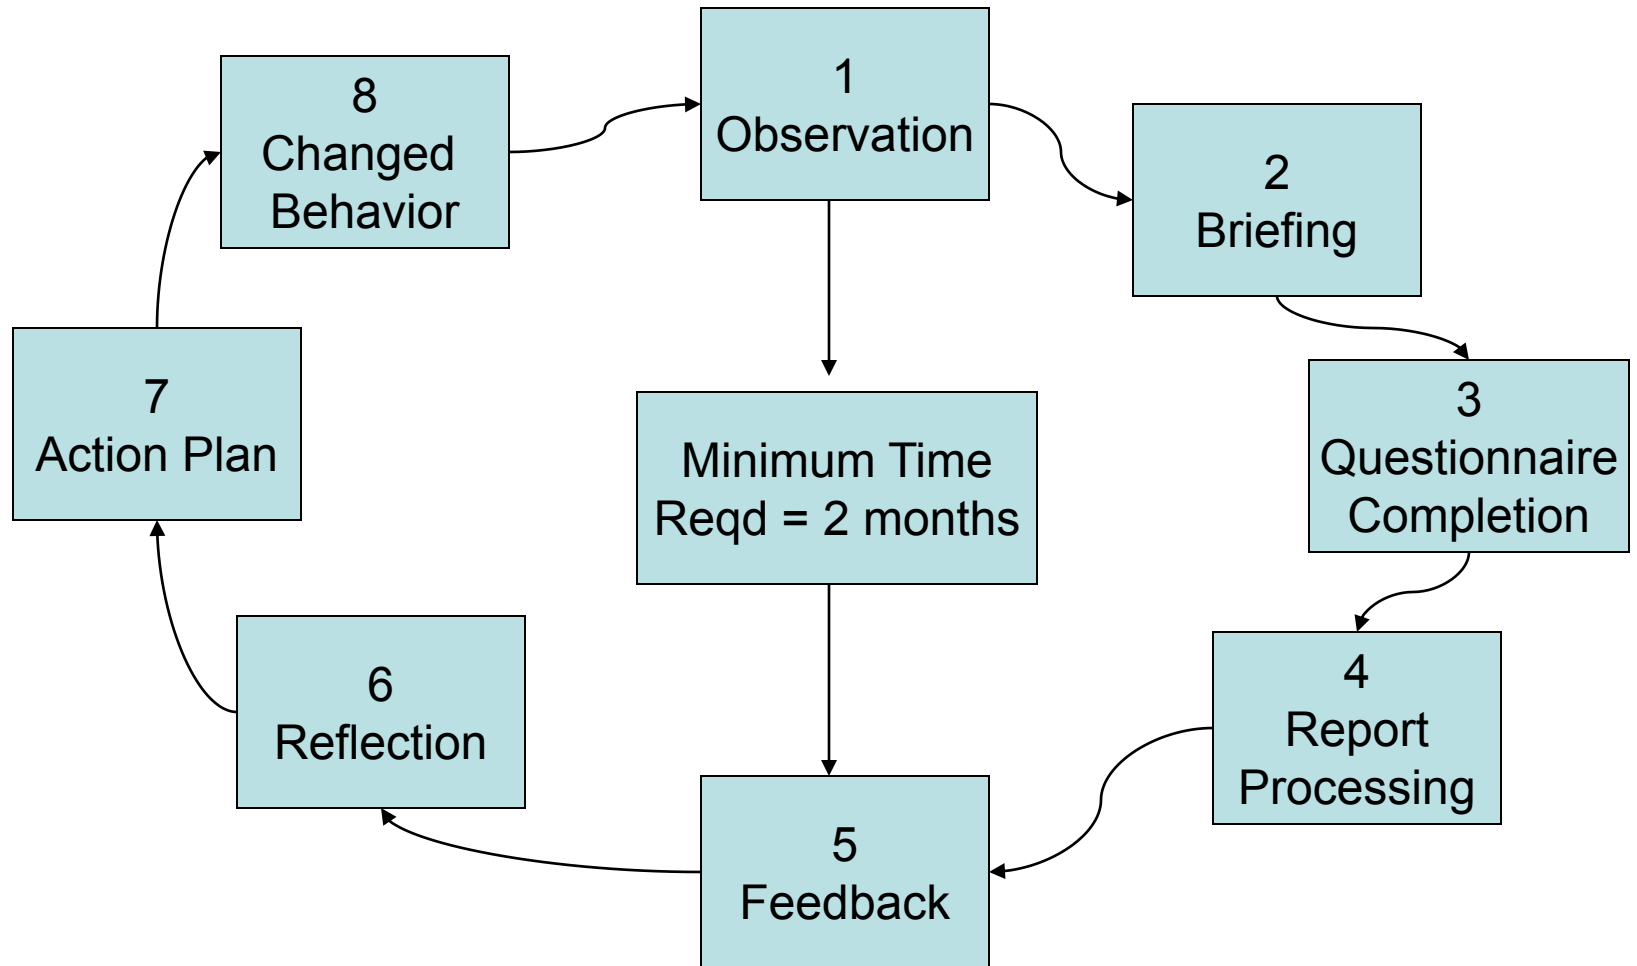 1
Observation
2
Briefing
3
Questionnaire
Completion
4
Report
Processing
5
Feedback
6
Reflection
7
Action Plan
8
Changed
Behavior
Minimum Time
Reqd = 2 months